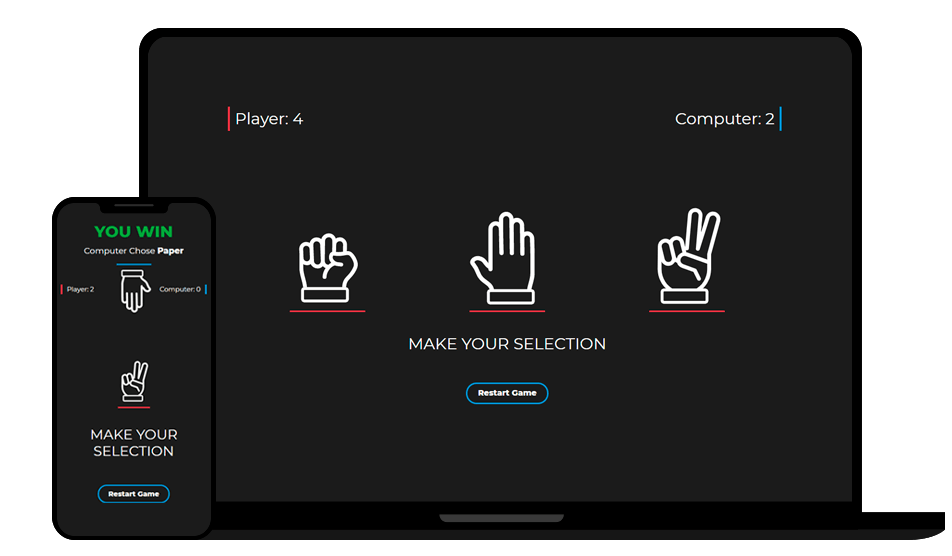 Player: 4
Computer: 2
MAKE YOUR SELECTION
Restart Game
YOU WIN
Computer Chose Paper
Player: 2
Computer: 0
MAKE YOUR
SELECTION
Restart Game